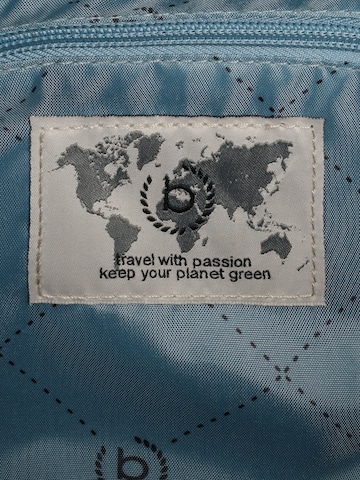 b
travel with passion
keep your planet green
b